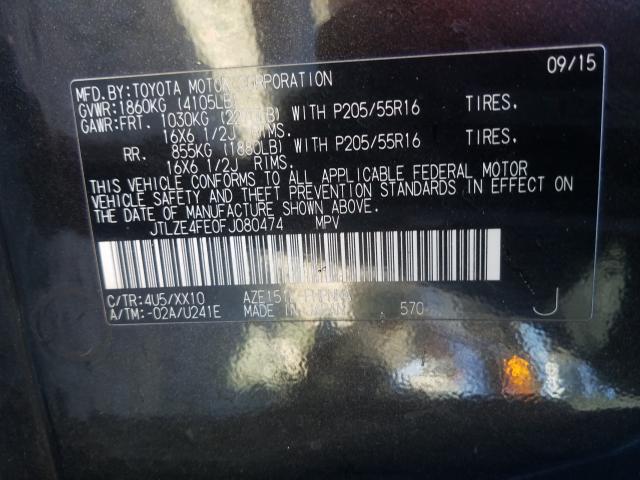 09/15
MFD.BY:TOYOTA MOTOR CORPORATION
GVWR:1860KG (4105LB)
GAWR:FRT. 1030KG WITH P205/55R16 TIRES.
16X6 1/2J RIMS.
RR. 855KG (1880LB) WITH P205/55R16 TIRES.
16X6 1/2J RIMS.
THIS VEHICLE CONFORMS TO ALL APPLICABLE FEDERAL MOTOR
VEHICLE SAFETY AND THEFT PREVENTION STANDARDS IN EFFECT ON
THE DATE OF MANUFACTURE SHOWN ABOVE.
JTLZE4FE0FJ080474 MPV
C/TR:4U5/XX10
A/TM:-02A/U241E MADE IN 570
J